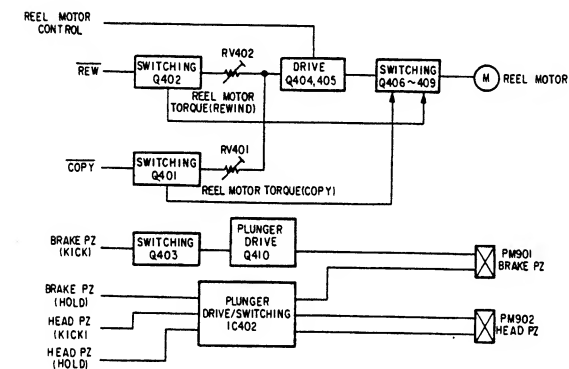 REEL MOTOR
CONTROL
RV402
REW
SWITCHING
Q402
DRIVE
Q404,405
SWITCHING
Q406~409
M
REEL MOTOR
REEL MOTOR
TORQUE(REWIND)
RV401
COPY
SWITCHING
Q401
REEL MOTOR TORQUE(COPY)
BRAKE PZ
(KICK)
SWITCHING
Q403
PLUNGER
DRIVE
Q410
PM901
BRAKE PZ
BRAKE PZ
(HOLD)
HEAD PZ
(KICK)
HEAD PZ
(HOLD)
PLUNGER
DRIVE/SWITCHING
IC402
PM902
HEAD PZ